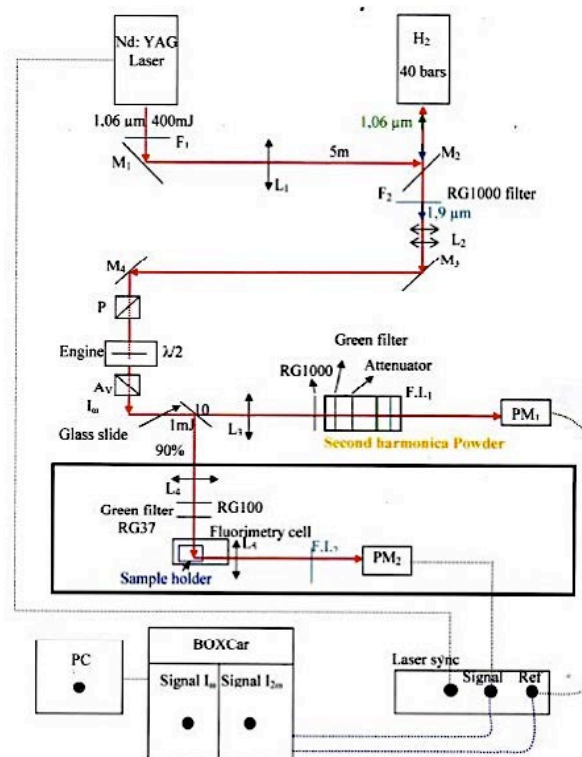 Nd: YAG
Laser
H2
40 bars
1,06 µm 400mJ
F1
M1
L1
5m
1,06 µm
M2
F2
RG1000 filter
1,9 µm
L2
M3
M4
P
Engine
λ/2
AV
Iω
Glass slide
10
1mJ
90%
L3
RG1000
Green filter
Attenuator
F.I.1
PM1
Second harmonica Powder
L4
Green filter
RG100
RG37
Fluorimetry cell
L5
F.I.2
PM2
Sample holder
PC
BOXCar
Signal Iω
Signal I2ω
Laser sync
Signal
Ref